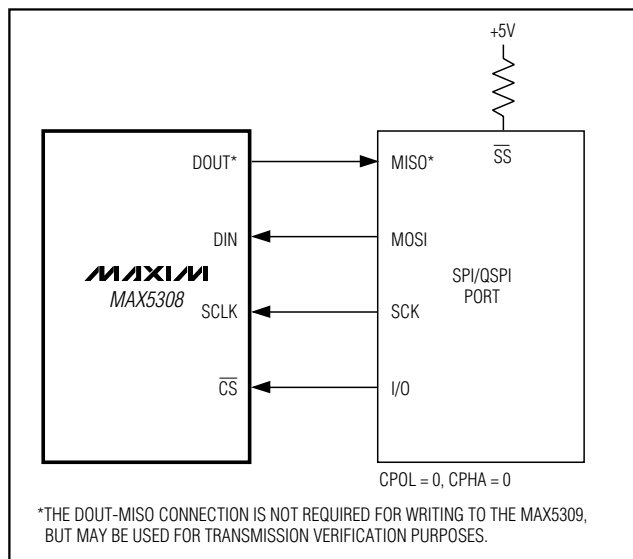 +5V
DOUT* MISO* SS
DIN MOSI
MAXIM SPI/QSPI
MAX5308 PORT
SCLK SCK
CS I/O
CPOL = 0, CPHA = 0
*THE DOUT-MISO CONNECTION IS NOT REQUIRED FOR WRITING TO THE MAX5309,
BUT MAY BE USED FOR TRANSMISSION VERIFICATION PURPOSES.